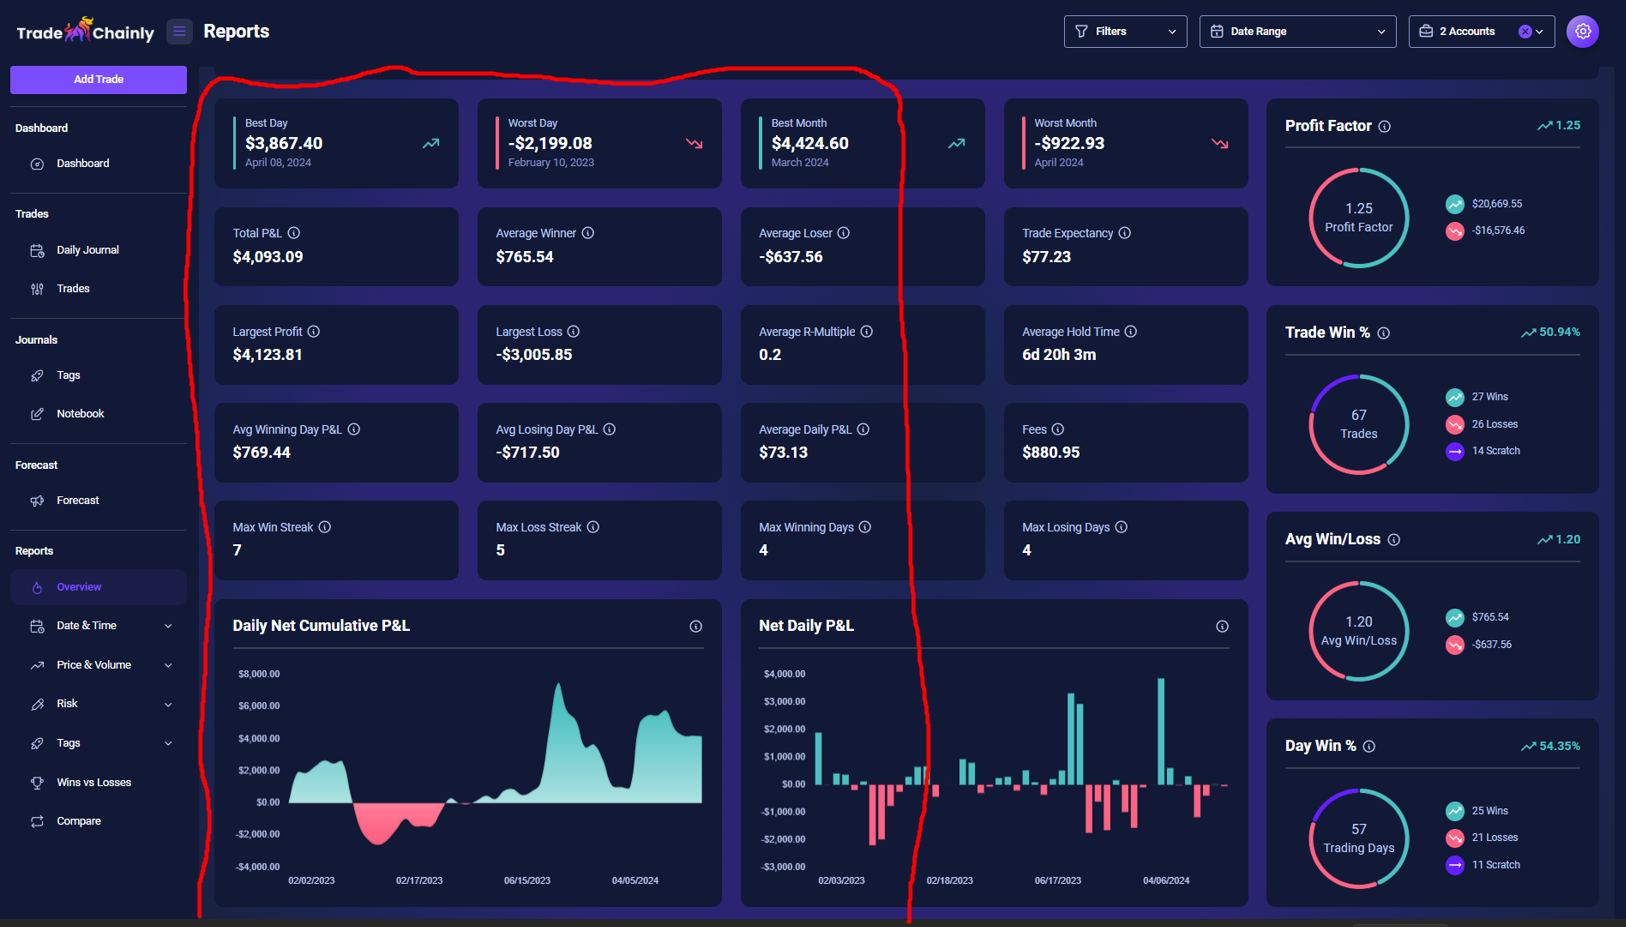 Trade Chainly
Reports
Filters
Date Range
2 Accounts
Add Trade
Dashboard
Dashboard
Trades
Daily Journal
Trades
Journals
Tags
Notebook
Forecast
Forecast
Reports
Overview
Date & Time
Price & Volume
Risk
Tags
Wins vs Losses
Compare
Best Day
$3,867.40
April 08, 2024
Worst Day
-$2,199.08
February 10, 2023
Best Month
$4,424.60
March 2024
Worst Month
-$922.93
April 2024
Total P&L
$4,093.09
Average Winner
$765.54
Average Loser
-$637.56
Trade Expectancy
$77.23
Largest Profit
$4,123.81
Largest Loss
-$3,005.85
Average R-Multiple
0.2
Average Hold Time
6d 20h 3m
Avg Winning Day P&L
$769.44
Avg Losing Day P&L
-$717.50
Average Daily P&L
$73.13
Fees
$880.95
Max Win Streak
7
Max Loss Streak
5
Max Winning Days
4
Max Losing Days
4
Daily Net Cumulative P&L
$8,000.00
$6,000.00
$4,000.00
$2,000.00
$0.00
-$2,000.00
-$4,000.00
02/02/2023
02/17/2023
06/15/2023
04/05/2024
Net Daily P&L
$4,000.00
$3,000.00
$2,000.00
$1,000.00
$0.00
-$1,000.00
-$2,000.00
-$3,000.00
02/03/2023
02/18/2023
06/17/2023
04/06/2024
Profit Factor
1.25
1.25
Profit Factor
$20,669.55
-$16,576.46
Trade Win %
50.94%
67
Trades
27 Wins
26 Losses
14 Scratch
Avg Win/Loss
1.20
1.20
Avg Win/Loss
$765.54
-$637.56
Day Win %
54.35%
57
Trading Days
25 Wins
21 Losses
11 Scratch